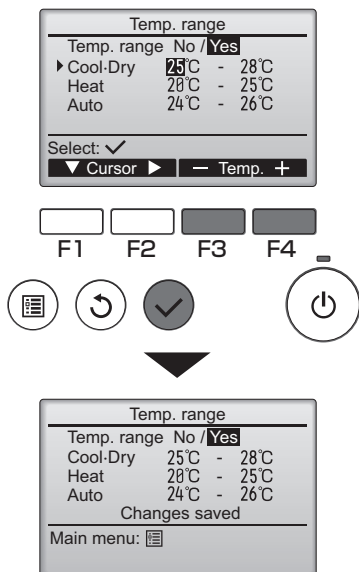 Temp. range
Temp. range No / Yes
Cool·Dry 25°C - 28°C
Heat 20°C - 25°C
Auto 24°C - 26°C
Select: ✓
▼ Cursor ▶ − Temp. +
F1 F2 F3 F4
Temp. range
Temp. range No / Yes
Cool·Dry 25°C - 28°C
Heat 20°C - 25°C
Auto 24°C - 26°C
Changes saved
Main menu: